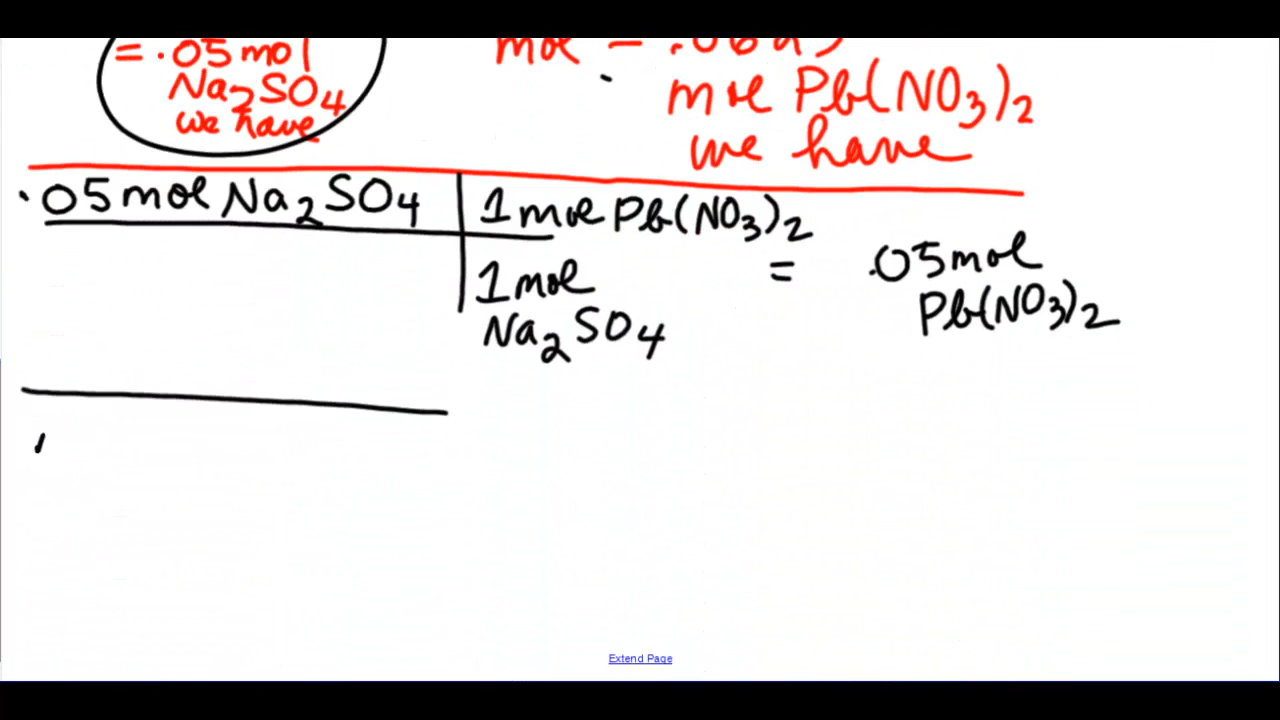 = .05 mol
Na2SO4
we have
mol =
mol Pb(NO3)2
we have
.05 mol Na2SO4
1 mol Pb(NO3)2
1 mol
Na2SO4
= .05 mol
Pb(NO3)2
Extend Page